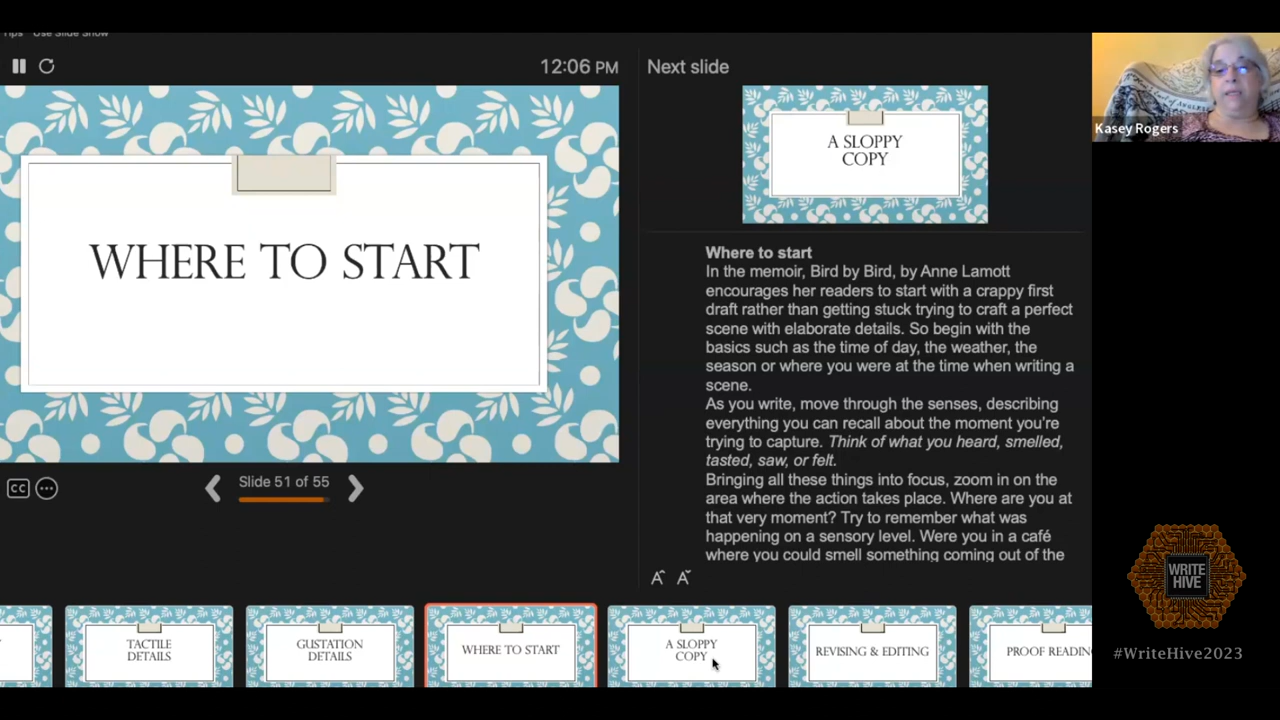 Tips Use Slide Show
12:06 PM
Next slide
WHERE TO START
A SLOPPY
COPY
Kasey Rogers
Where to start
In the memoir, Bird by Bird, by Anne Lamott
encourages her readers to start with a crappy first
draft rather than getting stuck trying to craft a perfect
scene with elaborate details. So begin with the
basics such as the time of day, the weather, the
season or where you were at the time when writing a
scene.
As you write, move through the senses, describing
everything you can recall about the moment you're
trying to capture. Think of what you heard, smelled,
tasted, saw, or felt.
Bringing all these things into focus, zoom in on the
area where the action takes place. Where are you at
that very moment? Try to remember what was
happening on a sensory level. Were you in a café
where you could smell something coming out of the
CC
Slide 51 of 55
A A
TACTILE
DETAILS
GUSTATION
DETAILS
WHERE TO START
A SLOPPY
COPY
REVISING & EDITING
PROOF READIN
WRITE
HIVE
#WriteHive2023